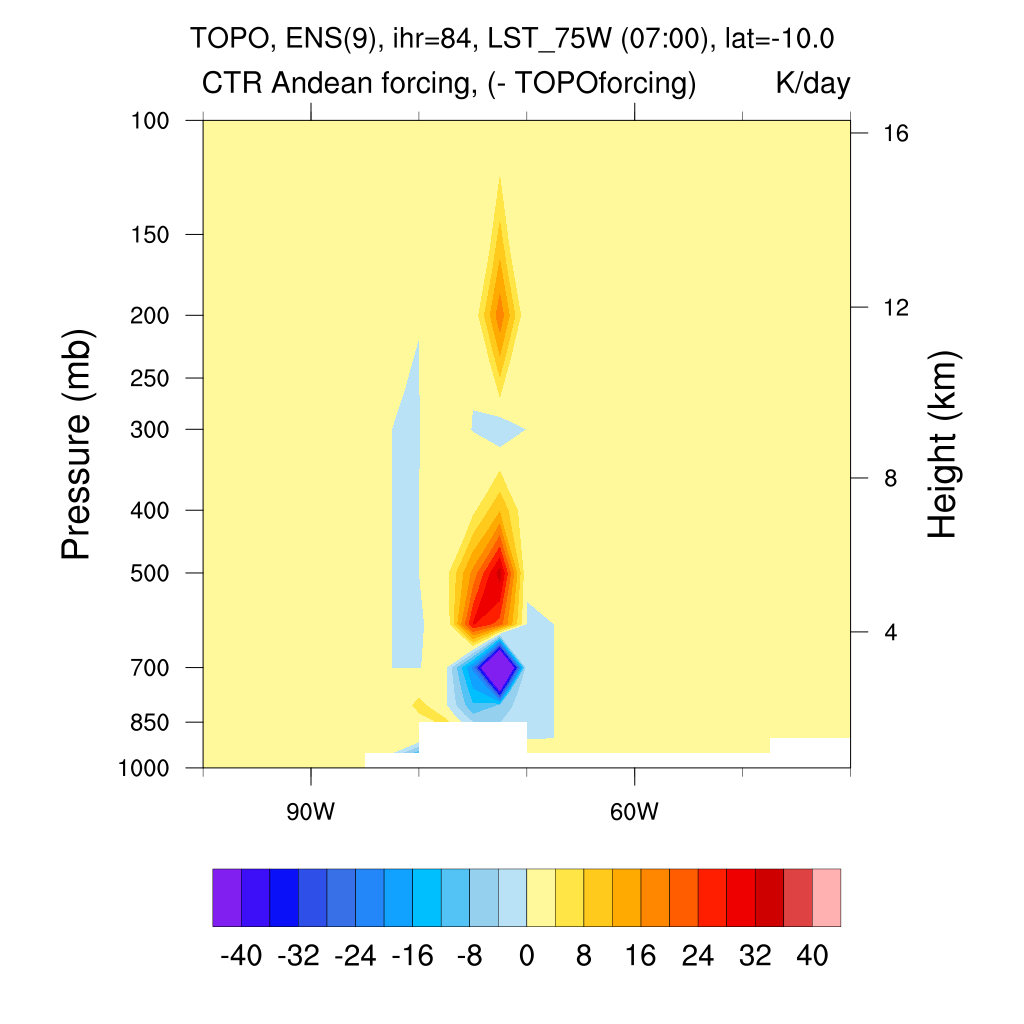 TOPO, ENS(9), ihr=84, LST_75W (07:00), lat=-10.0
CTR Andean forcing, (- TOPOforcing) K/day
100
150
200
250
300
400
500
700
850
1000
Pressure (mb)
16
12
8
4
Height (km)
90W 60W
-40 -32 -24 -16 -8 0 8 16 24 32 40